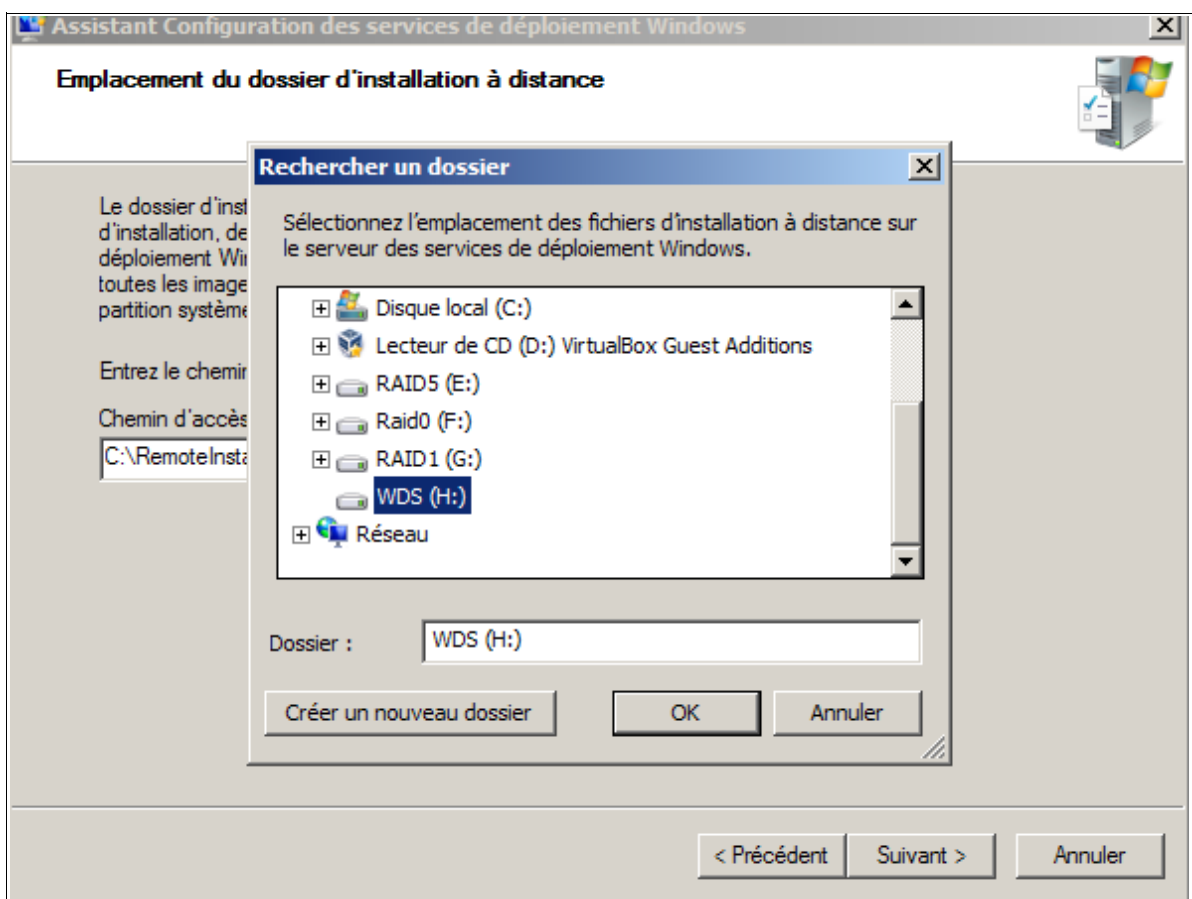 Assistant Configuration des services de déploiement Windows
Emplacement du dossier d'installation à distance
Rechercher un dossier
Le dossier d'inst
d'installation, de
déploiement Wi
toutes les image
partition système
Entrez le chemin
Chemin d'accès
C:\RemoteInsta
Sélectionnez l'emplacement des fichiers d'installation à distance sur
le serveur des services de déploiement Windows.
Disque local (C:)
Lecteur de CD (D:) VirtualBox Guest Additions
RAID5 (E:)
Raid0 (F:)
RAID1 (G:)
WDS (H:)
Réseau
Dossier :
WDS (H:)
Créer un nouveau dossier
OK
Annuler
< Précédent
Suivant >
Annuler